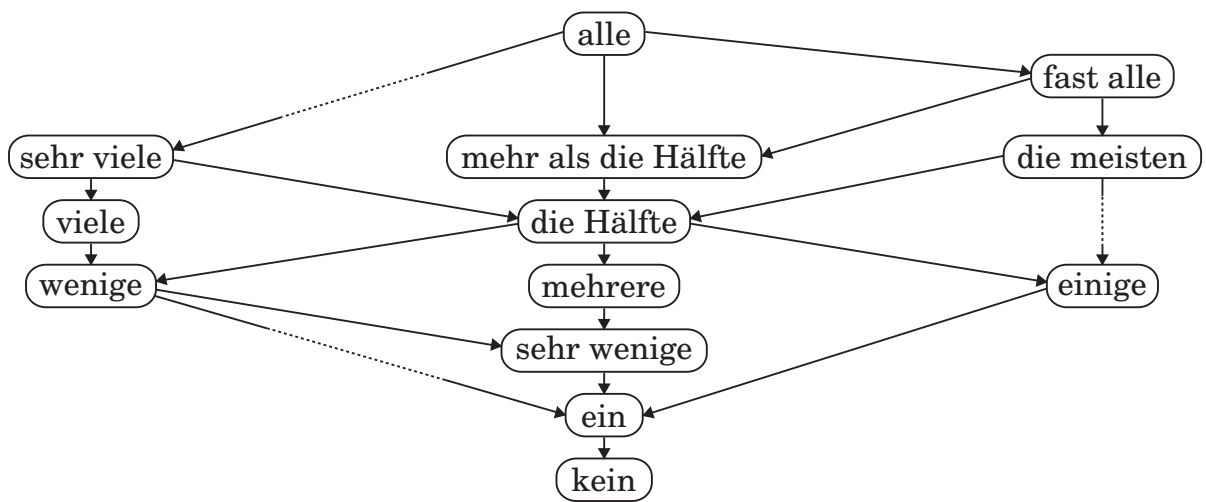 alle
fast alle
sehr viele
mehr als die Hälfte
die meisten
viele
die Hälfte
wenige
mehrere
einige
sehr wenige
ein
kein